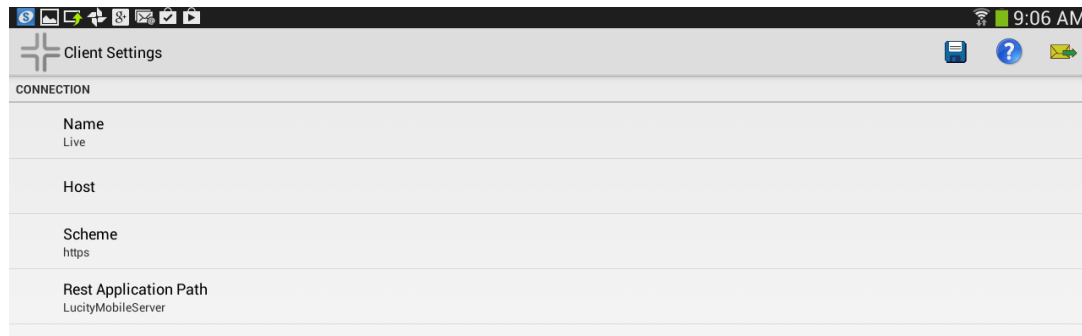 9:06 AM
Client Settings
CONNECTION
Name
Live
Host
Scheme
https
Rest Application Path
LucityMobileServer